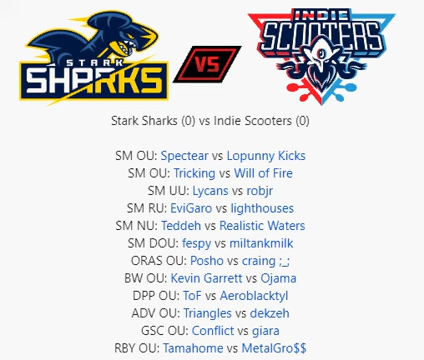 STARK
SHARKS
VS
INDIE
SCOOTERS
Stark Sharks (0) vs Indie Scooters (0)
SM OU: Spectear vs Lopunny Kicks
SM OU: Tricking vs Will of Fire
SM UU: Lycans vs robjr
SM RU: EviGaro vs lighthouses
SM NU: Teddeh vs Realistic Waters
SM DOU: fespy vs miltankmilk
ORAS OU: Posho vs craing ;_;
BW OU: Kevin Garrett vs Ojama
DPP OU: ToF vs Aeroblacktyl
ADV OU: Triangles vs dekzeh
GSC OU: Conflict vs giara
RBY OU: Tamahome vs MetalGro$$